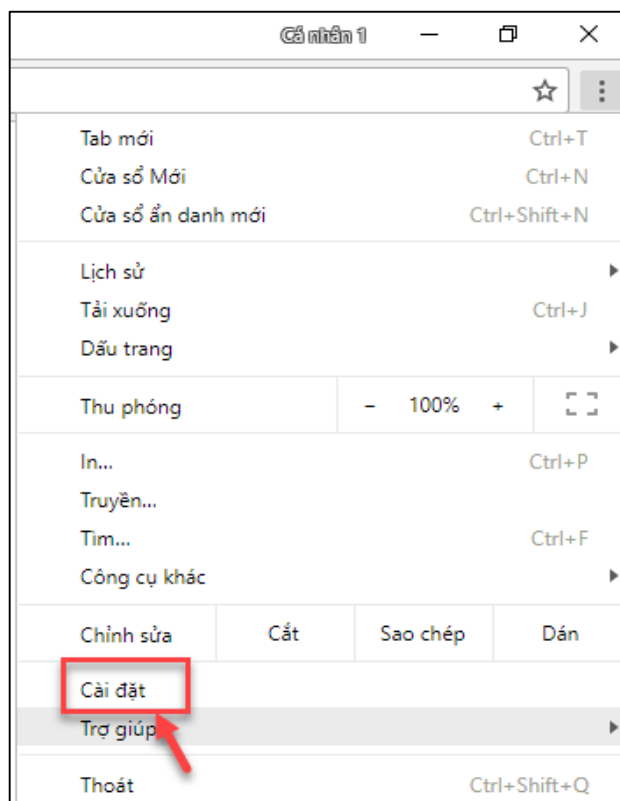 Cá nhân 1
Tab mới Ctrl+T
Cửa sổ Mới Ctrl+N
Cửa sổ ẩn danh mới Ctrl+Shift+N
Lịch sử
Tải xuống Ctrl+J
Dấu trang
Thu phóng - 100% +
In... Ctrl+P
Truyền...
Tìm... Ctrl+F
Công cụ khác
Chỉnh sửa Cắt Sao chép Dán
Cài đặt
Trợ giúp
Thoát Ctrl+Shift+Q